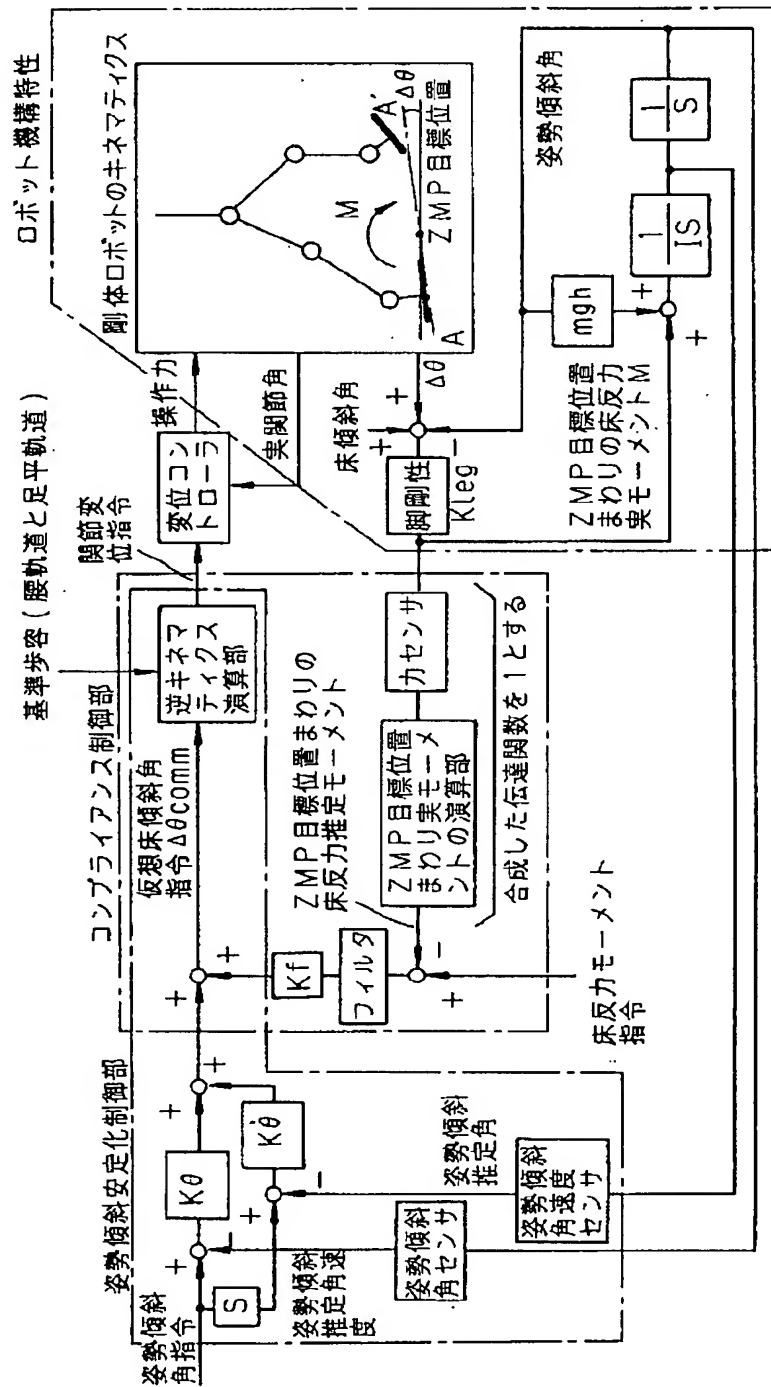 姿勢傾斜
角指令
S
姿勢傾斜安定化制御部
Kθ
K̇θ
姿勢傾斜
推定角速
度
姿勢傾斜
推定角
姿勢傾斜
角センサ
姿勢傾斜
角速度
センサ
基準歩容(腰軌道と足平軌道)
コンプライアンス制御部
仮想床傾斜角
指令Δθcomm
逆キネマ
ティクス
演算部
関節変
位指令
Kf
フィルタ
ZMP目標位置まわりの
床反力推定モーメント
ZMP目標位置
まわり実モーメ
ントの演算部
力センサ
合成した伝達関数を1とする
床反力モーメント
指令
変位コン
トローラ
操作力
実関節角
ロボット機構特性
剛体ロボットのキネマティクス
M
A
A'
Δθ
ZMP目標位置
Δθ
床傾斜角
脚剛性
Kleg
ZMP目標位置
まわりの床反力
実モーメントM
mgh
姿勢傾斜角
1
IS
1
S
+
+
+
+
+
+
+
+
+
+
+
+
−
−
−
−